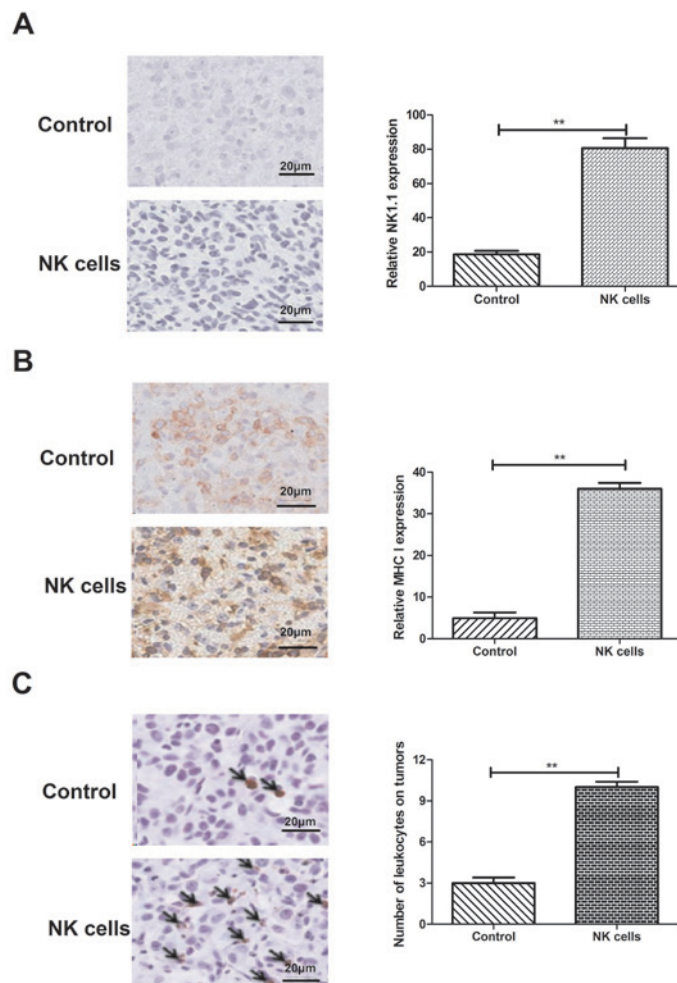 A
Control
20μm
NK cells
20μm
Relative NK1.1 expression
100
80
60
40
20
0
**
Control
NK cells
B
Control
20μm
NK cells
20μm
Relative MHC I expression
40
30
20
10
0
**
Control
NK cells
C
Control
20μm
NK cells
20μm
Number of leukocytes on tumors
12
9
6
3
0
**
Control
NK cells